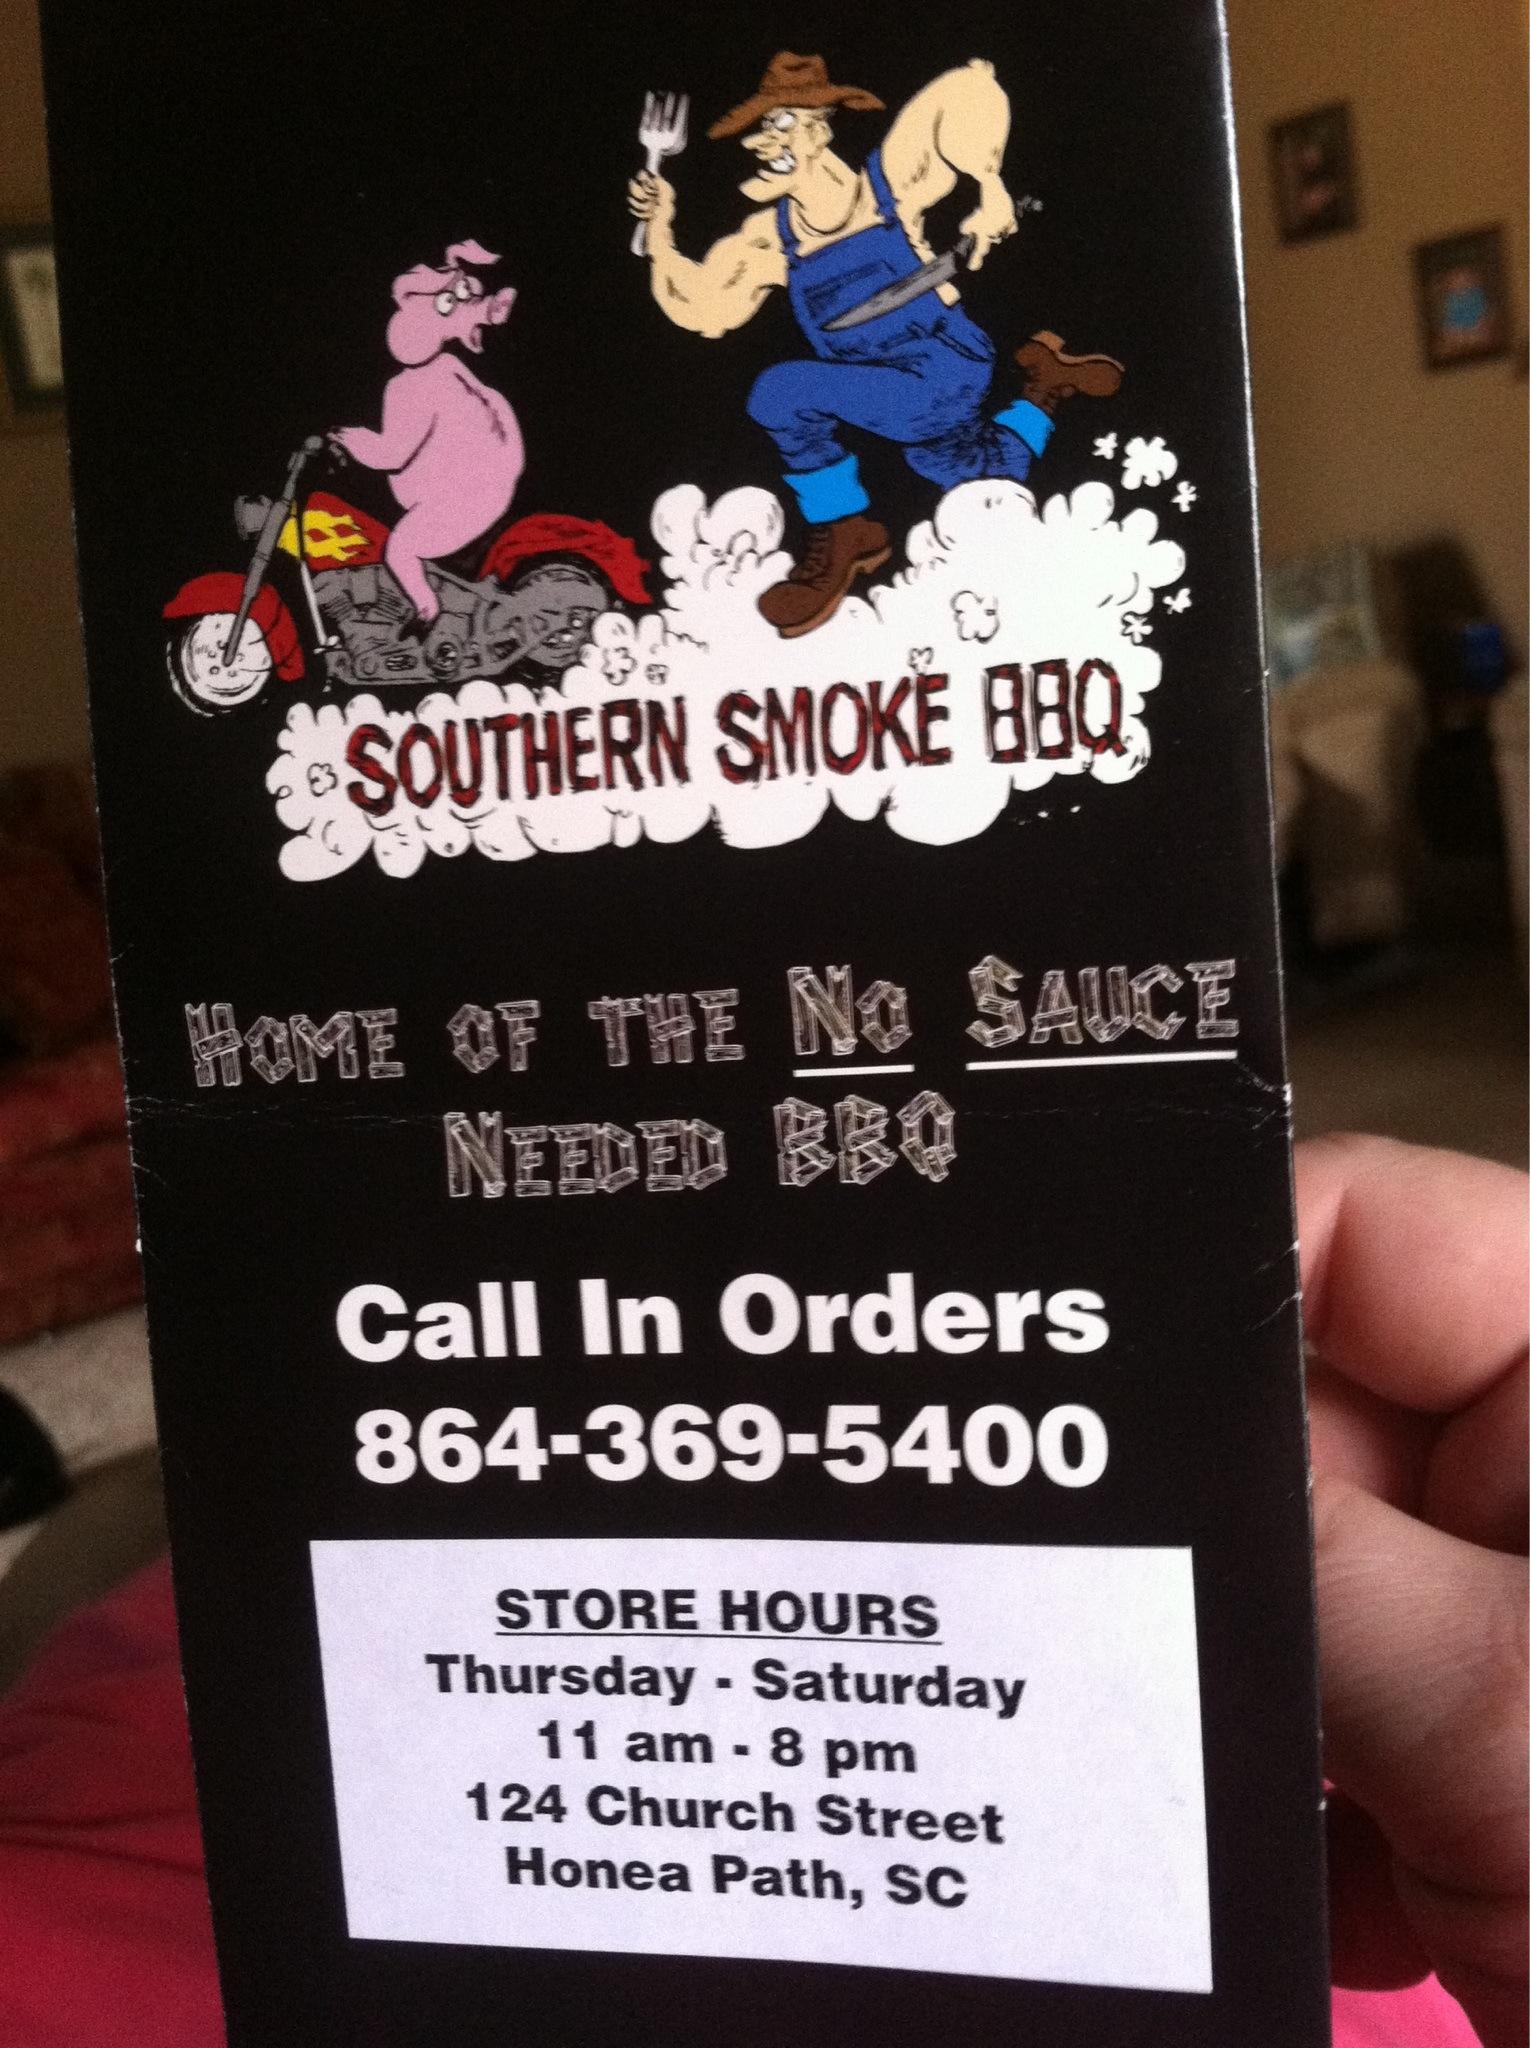 SOUTHERN SMOKE BBQ
HOME OF THE NO SAUCE
NEEDED BBQ
Call In Orders
864-369-5400
STORE HOURS
Thursday - Saturday
11 am - 8 pm
124 Church Street
Honea Path, SC